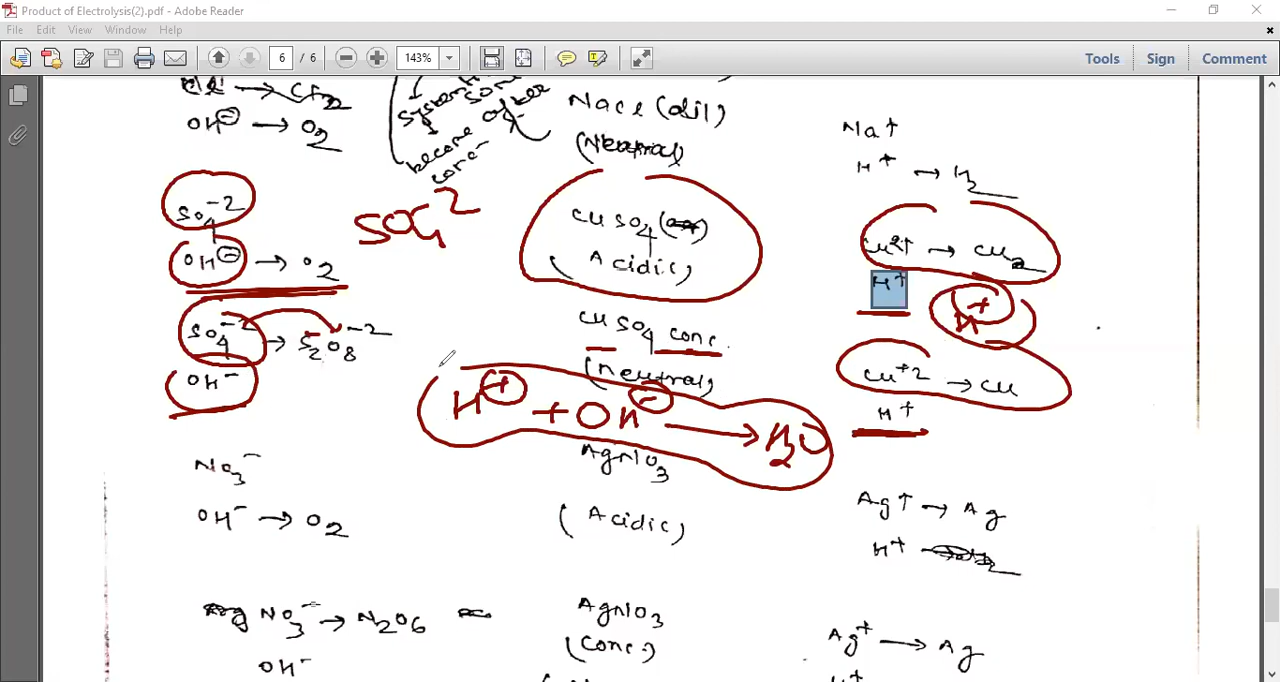 Product of Electrolysis(2).pdf - Adobe Reader
File Edit View Window Help
6 / 6 143% Tools Sign Comment
NaCl (dil)
OH⊖ → O2
(Neutral)
become
conc
Na+
H+ → H2
SO4-2
SO4 2
CuSO4
(Acidic)
Cu2+ → Cu
OH⊖ → O2
H+
H+
SO4-2 → S2O8-2
CuSO4 conc.
(neutral)
Cu+2 → Cu
OH-
H+ + OH- → H2O
H+
NO3-
AgNO3
Ag+ → Ag
OH- → O2
(Acidic)
H+
NO3- → N2O6
AgNO3
(Conc.)
Ag+ → Ag
OH-
H+